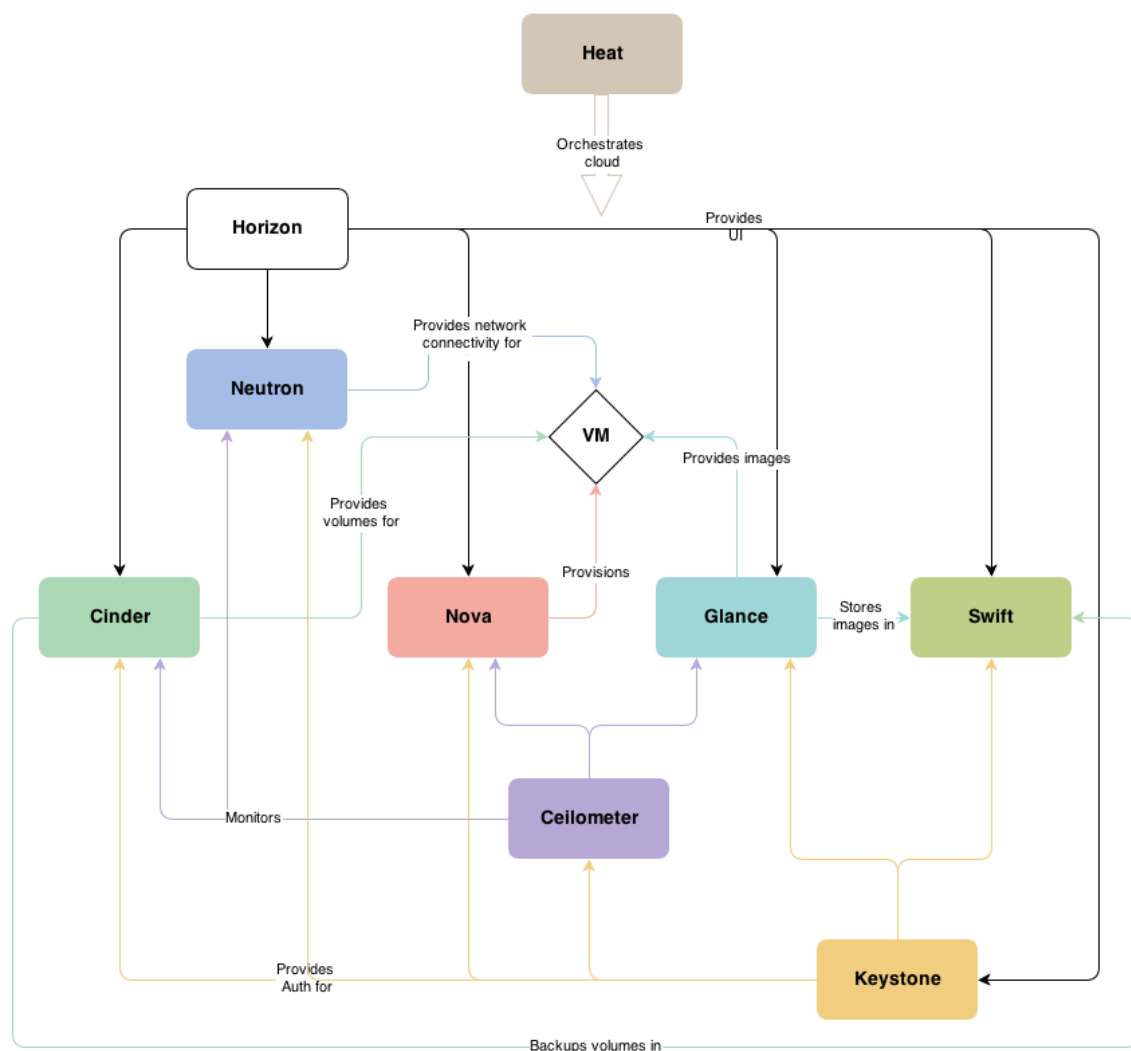 Heat
Orchestrates
cloud
Horizon
Provides
UI
Provides network
connectivity for
Neutron
VM
Provides images
Provides
volumes for
Provisions
Cinder
Nova
Glance
Stores
images in
Swift
Monitors
Ceilometer
Provides
Auth for
Keystone
Backups volumes in